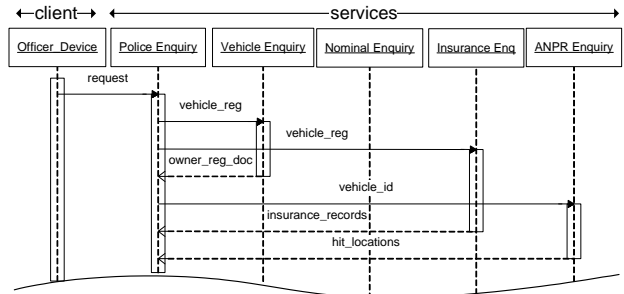 client services
Officer_Device Police Enquiry Vehicle Enquiry Nominal Enquiry Insurance Enq ANPR Enquiry
request
vehicle_reg
vehicle_reg
owner_reg_doc
vehicle_id
insurance_records
hit_locations